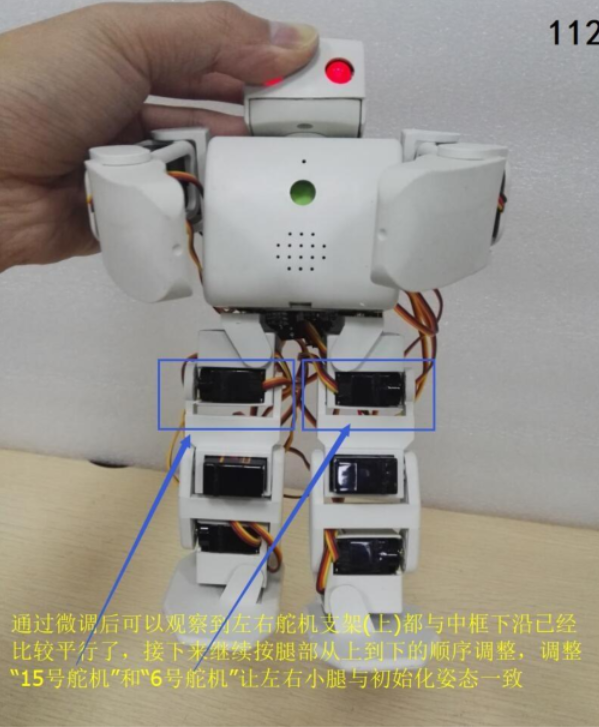 112
通过微调后可以观察到左右舵机支架(上)都与中框下沿已经
比较平行了，接下来继续按腿部从上到下的顺序调整，调整
“15号舵机”和“6号舵机”让左右小腿与初始化姿态一致